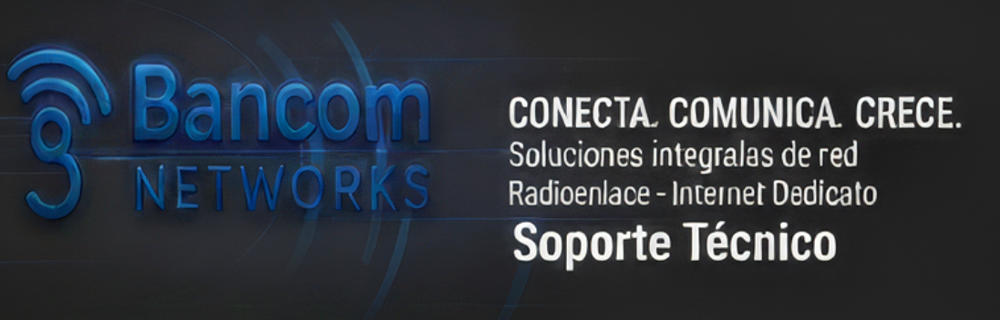 Bancom
NETWORKS
CONECTA. COMUNICA. CRECE.
Soluciones integralas de red
Radioenlace - Internet Dedicato
Soporte Técnico